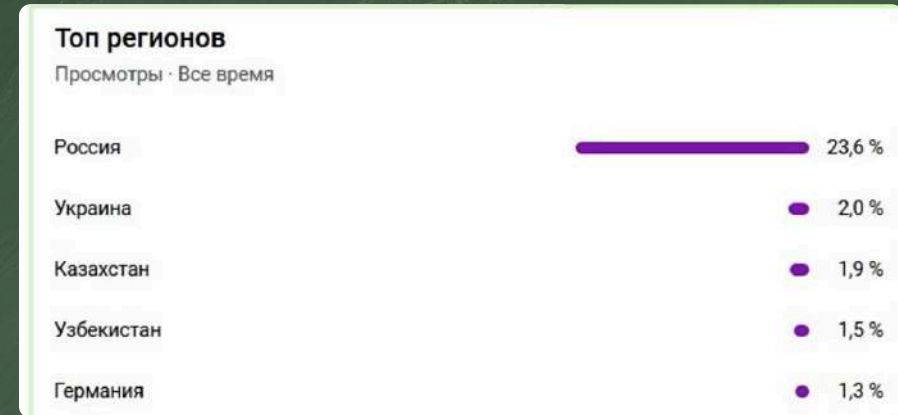 Топ регионов
Просмотры · Все время
Россия 23,6 %
Украина 2,0 %
Казахстан 1,9 %
Узбекистан 1,5 %
Германия 1,3 %